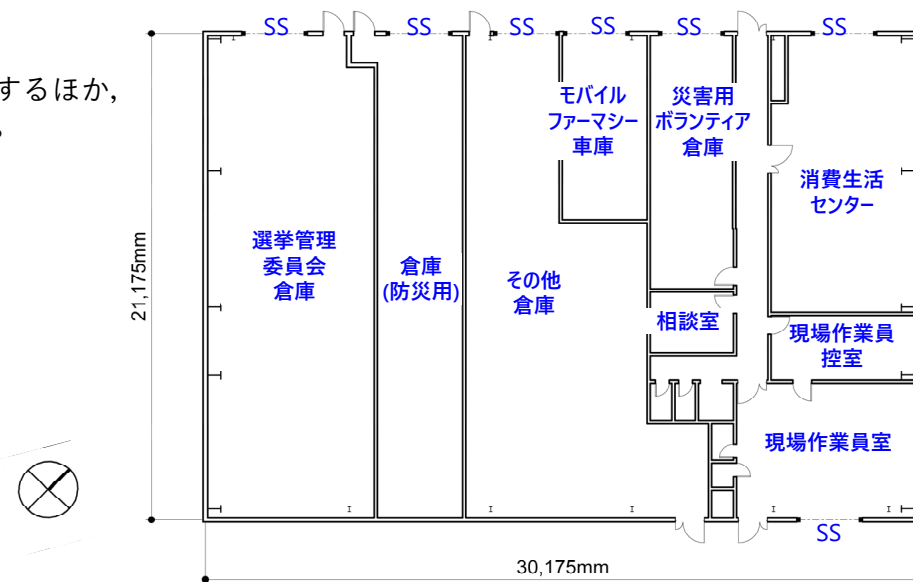 するほか,
。
SS
SS
SS
SS
SS
SS
モバイル
ファーマシー
車庫
災害用
ボランティア
倉庫
消費生活
センター
選挙管理
委員会
倉庫
倉庫
(防災用)
その他
倉庫
相談室
現場作業員
控室
現場作業員室
SS
21,175mm
30,175mm